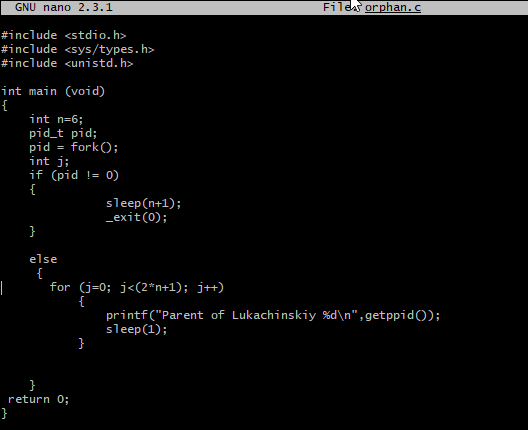 GNU nano 2.3.1 File: orphan.c
#include <stdio.h>
#include <sys/types.h>
#include <unistd.h>
int main (void)
{
int n=6;
pid_t pid;
pid = fork();
int j;
if (pid != 0)
{
sleep(n+1);
_exit(0);
}
else
{
for (j=0; j<(2*n+1); j++)
{
printf("Parent of Lukachinskiy %d\n",getppid());
sleep(1);
}
}
return 0;
}